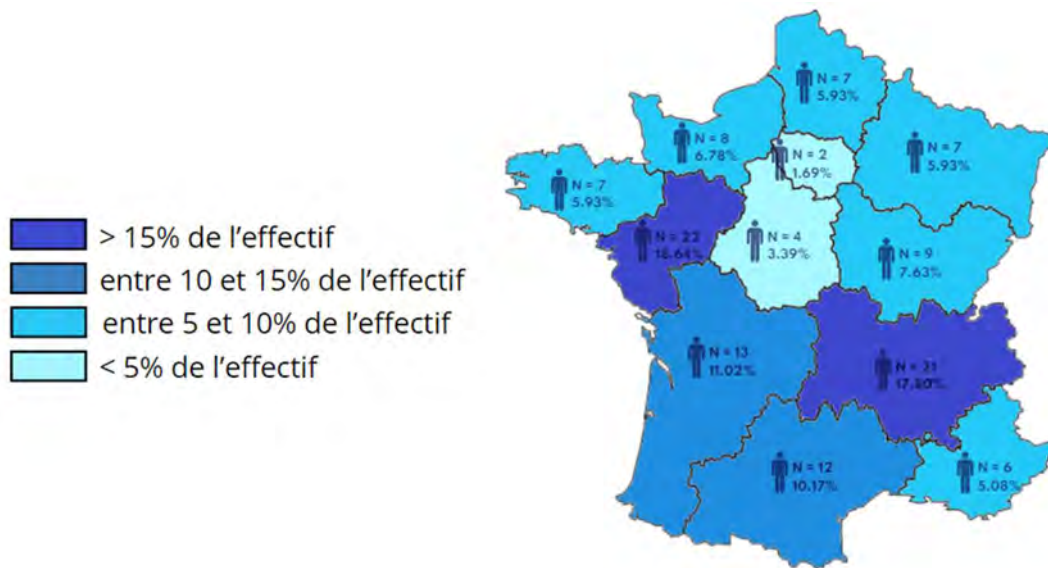 N = 7
5.93%
N = 8
6.78%
N = 2
1.69%
N = 7
5.93%
N = 7
5.93%
N = 22
18.64%
N = 4
3.39%
N = 9
7.63%
> 15% de l’effectif
entre 10 et 15% de l’effectif
entre 5 et 10% de l’effectif
< 5% de l’effectif
N = 13
11.02%
N = 21
17.80%
N = 12
10.17%
N = 6
5.08%